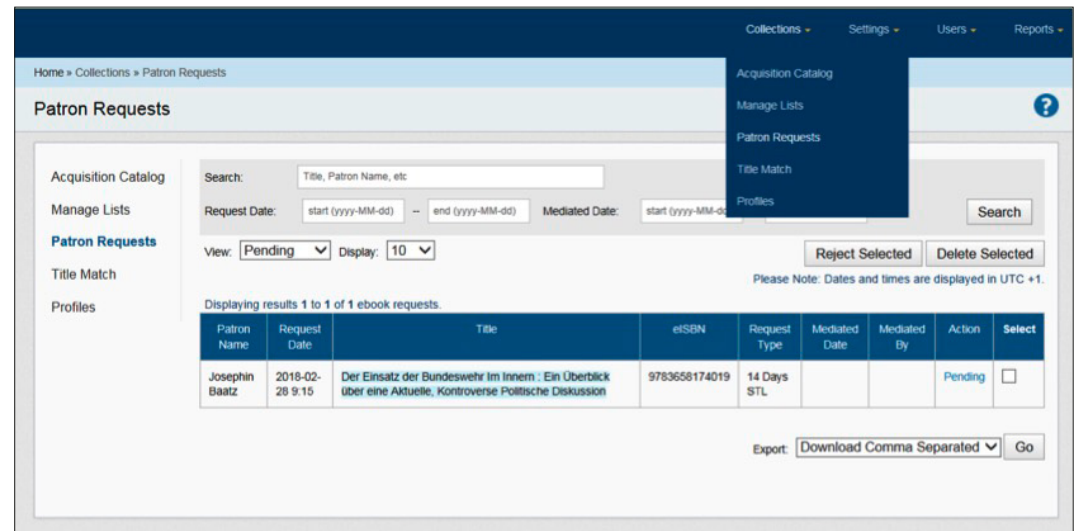 Collections Settings Users Reports
Home » Collections » Patron Requests
Acquisition Catalog
Manage Lists
Patron Requests
Title Match
Profiles
Patron Requests
?
Acquisition Catalog
Manage Lists
Patron Requests
Title Match
Profiles
Search: Title, Patron Name, etc
Request Date: start (yyyy-MM-dd) – end (yyyy-MM-dd) Mediated Date: start (yyyy-MM-dd
Search
View: Pending Display: 10
Reject Selected Delete Selected
Please Note: Dates and times are displayed in UTC +1.
Displaying results 1 to 1 of 1 ebook requests.
Patron Name Request Date Title eISBN Request Type Mediated Date Mediated By Action Select
Josephin Baatz 2018-02-28 9:15 Der Einsatz der Bundeswehr Im Innern : Ein Überblick
über eine Aktuelle, Kontroverse Politische Diskussion 9783658174019 14 Days STL Pending
Export: Download Comma Separated Go